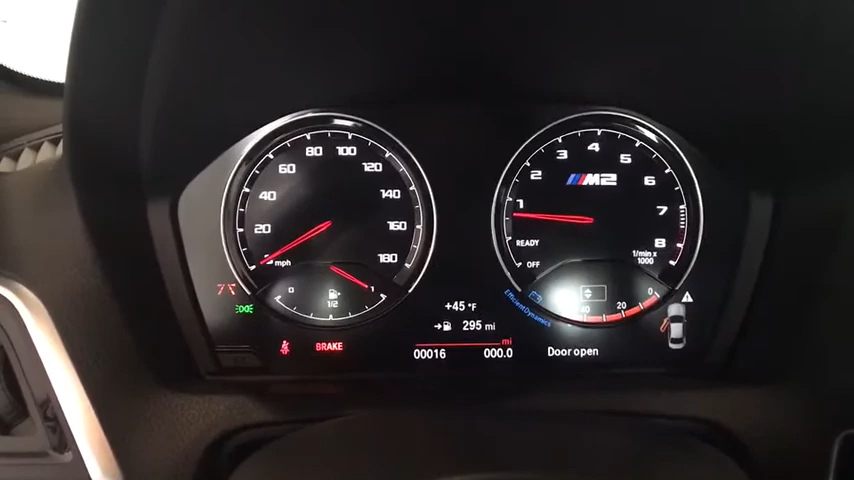 0 20 40 60 80 100 120 140 160 180
mph
0 1/2 1
1 2 3 4 5 6 7 8
M2
READY
OFF
1/min x
1000
EfficientDynamics
40 20 0
+45 °F
295 mi
mi
00016 000.0
BRAKE
Door open